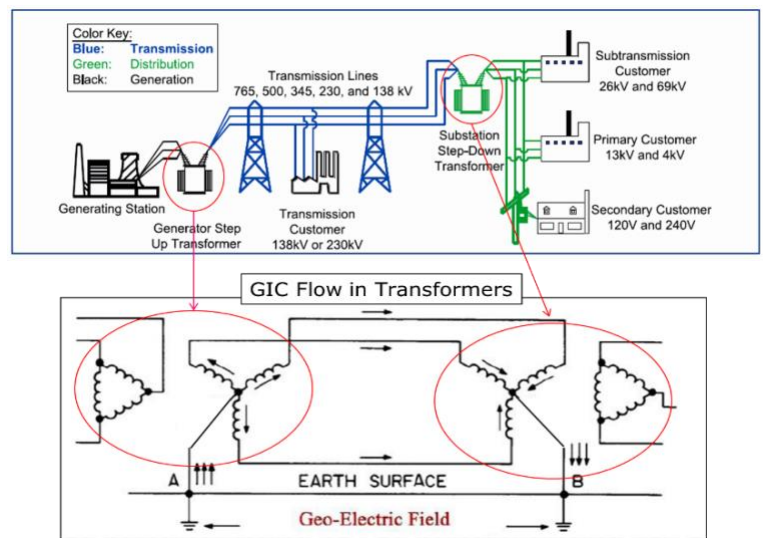 Color Key:
Blue: Transmission
Green: Distribution
Black: Generation
Transmission Lines
765, 500, 345, 230, and 138 kV
Subtransmission
Customer
26kV and 69kV
Substation
Step-Down
Transformer
Primary Customer
13kV and 4kV
Generating Station
Generator Step
Up Transformer
Transmission
Customer
138kV or 230kV
Secondary Customer
120V and 240V
GIC Flow in Transformers
A
EARTH SURFACE
B
Geo-Electric Field